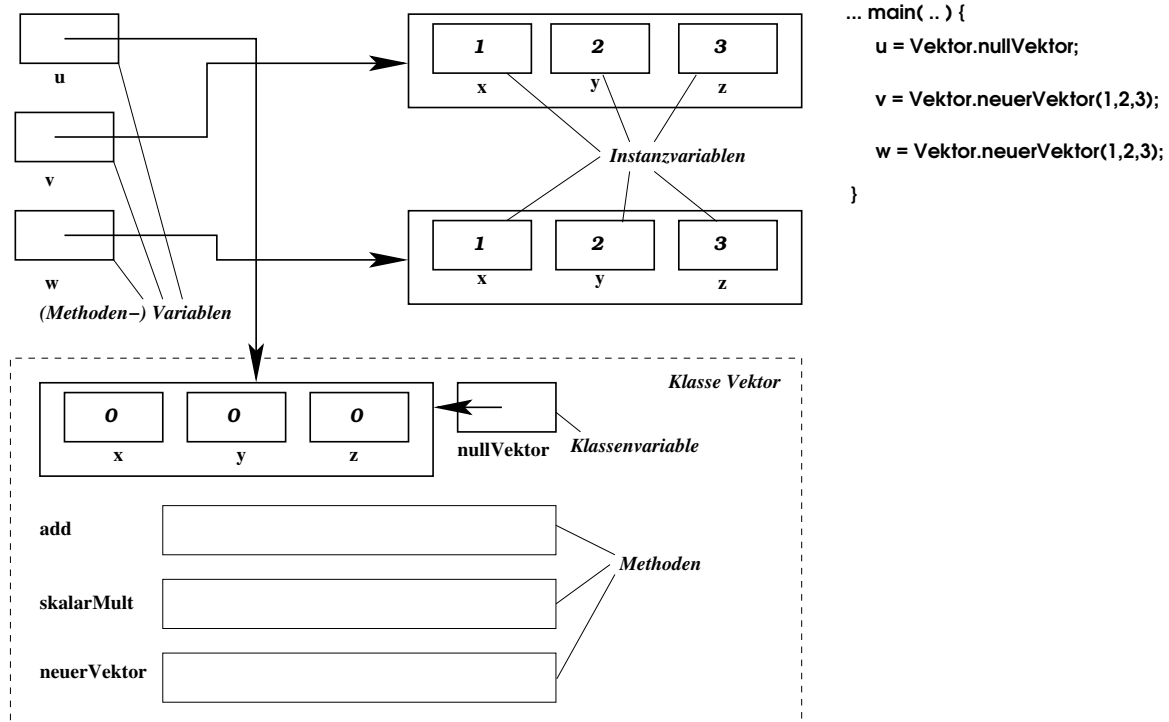 u
v
w
(Methoden–) Variablen
1 2 3
x y z
Instanzvariablen
1 2 3
x y z
... main( .. ) {
u = Vektor.nullVektor;
v = Vektor.neuerVektor(1,2,3);
w = Vektor.neuerVektor(1,2,3);
}
Klasse Vektor
0 0 0
x y z
nullVektor
Klassenvariable
add
skalarMult
neuerVektor
Methoden